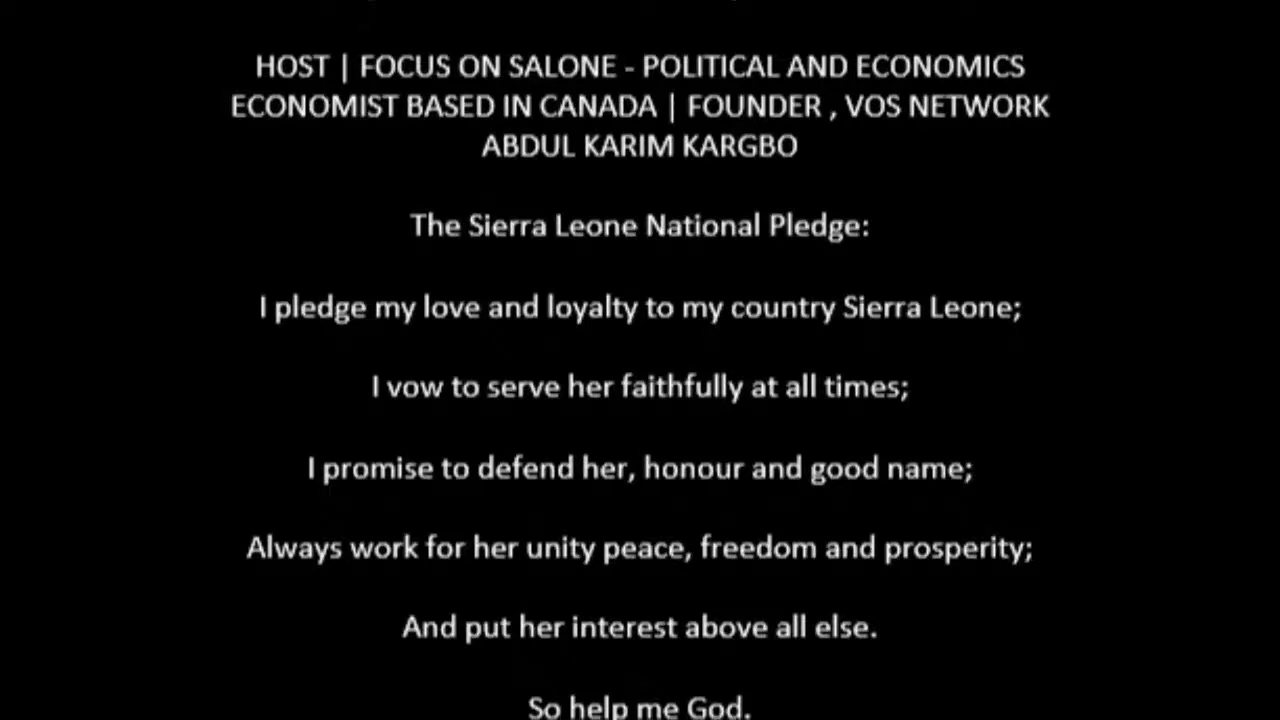 HOST | FOCUS ON SALONE - POLITICAL AND ECONOMICS
ECONOMIST BASED IN CANADA | FOUNDER , VOS NETWORK
ABDUL KARIM KARGBO
The Sierra Leone National Pledge:
I pledge my love and loyalty to my country Sierra Leone;
I vow to serve her faithfully at all times;
I promise to defend her, honour and good name;
Always work for her unity peace, freedom and prosperity;
And put her interest above all else.
So help me God.